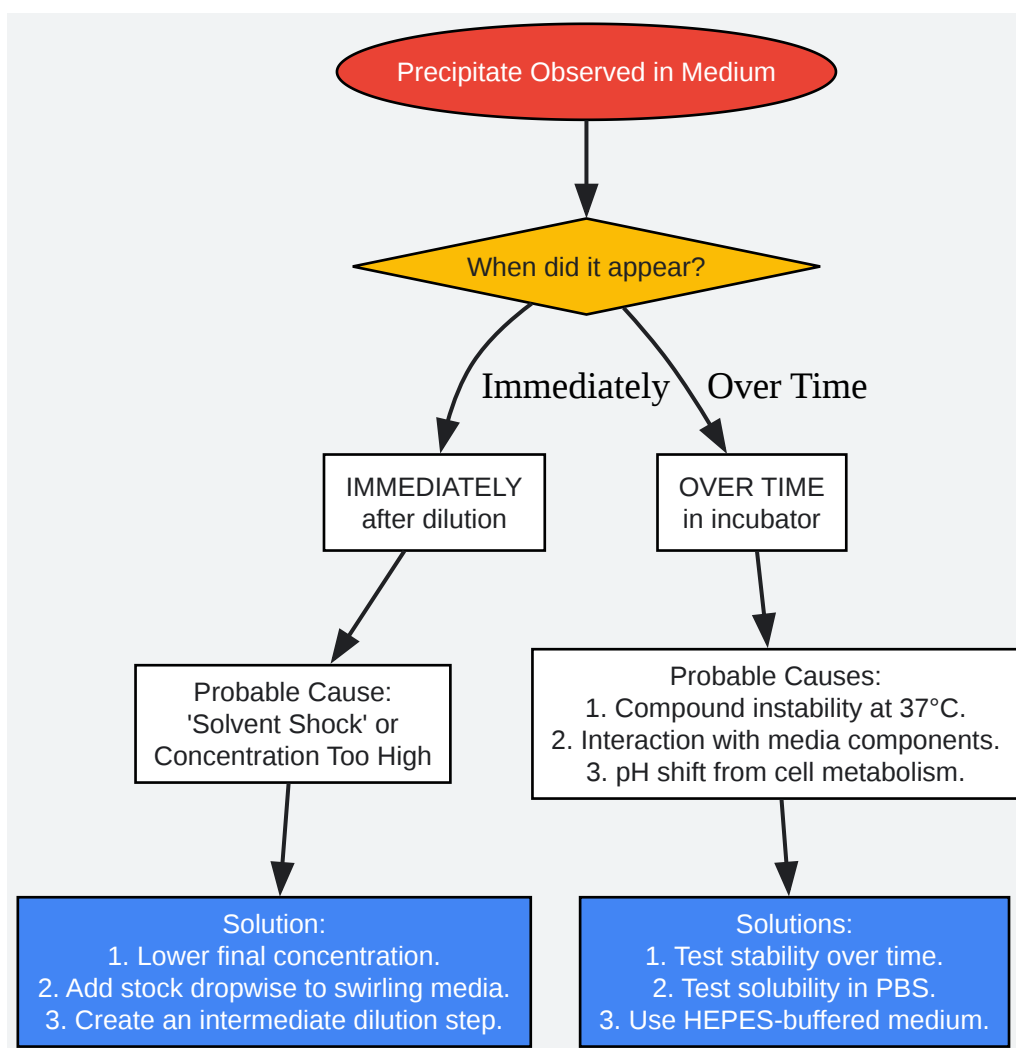 Precipitate Observed in Medium
When did it appear?
Immediately
Over Time
IMMEDIATELY
after dilution
OVER TIME
in incubator
Probable Cause:
'Solvent Shock' or
Concentration Too High
Probable Causes:
1. Compound instability at 37°C.
2. Interaction with media components.
3. pH shift from cell metabolism.
Solution:
1. Lower final concentration.
2. Add stock dropwise to swirling media.
3. Create an intermediate dilution step.
Solutions:
1. Test stability over time.
2. Test solubility in PBS.
3. Use HEPES-buffered medium.